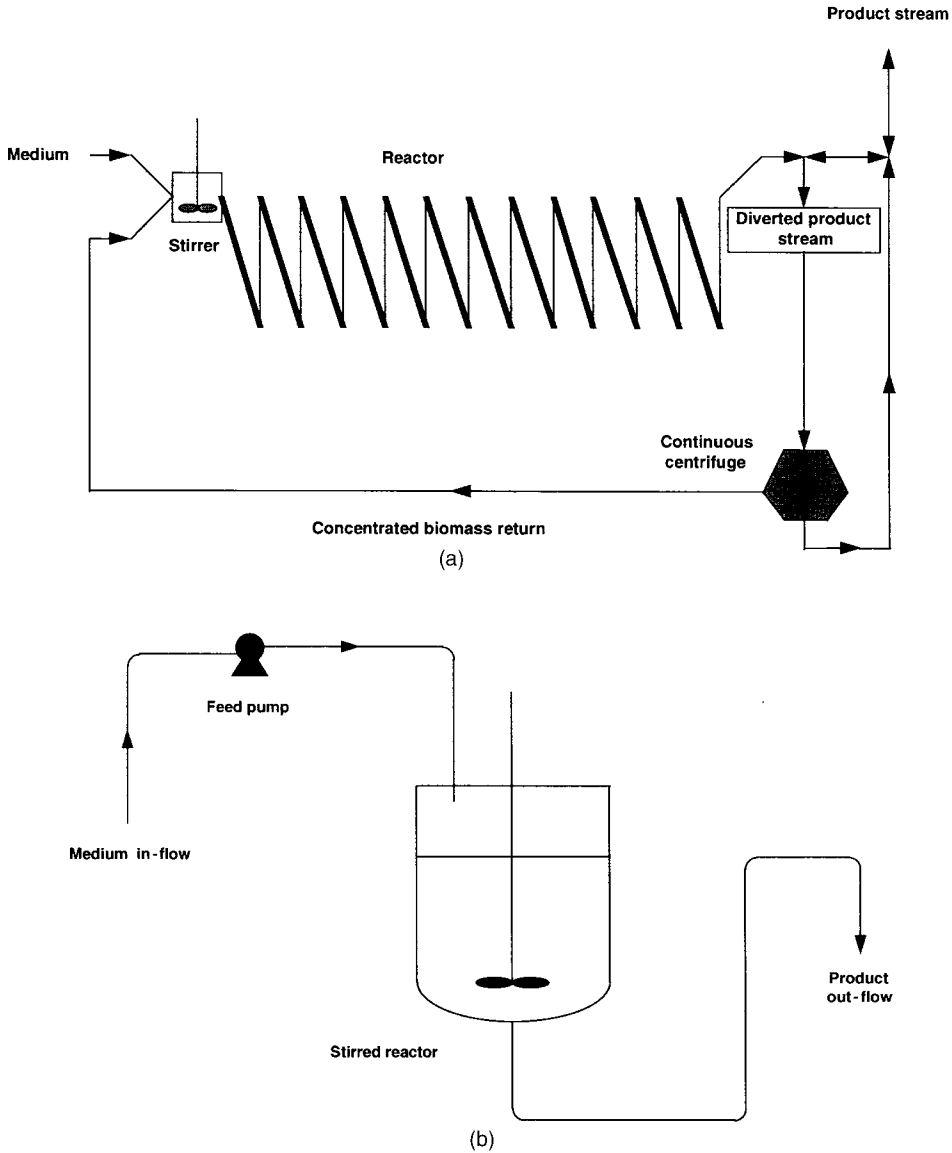 Product stream
Medium
Reactor
Stirrer
Diverted product
stream
Continuous
centrifuge
Concentrated biomass return
(a)
Feed pump
Medium in-flow
Stirred reactor
Product
out-flow
(b)